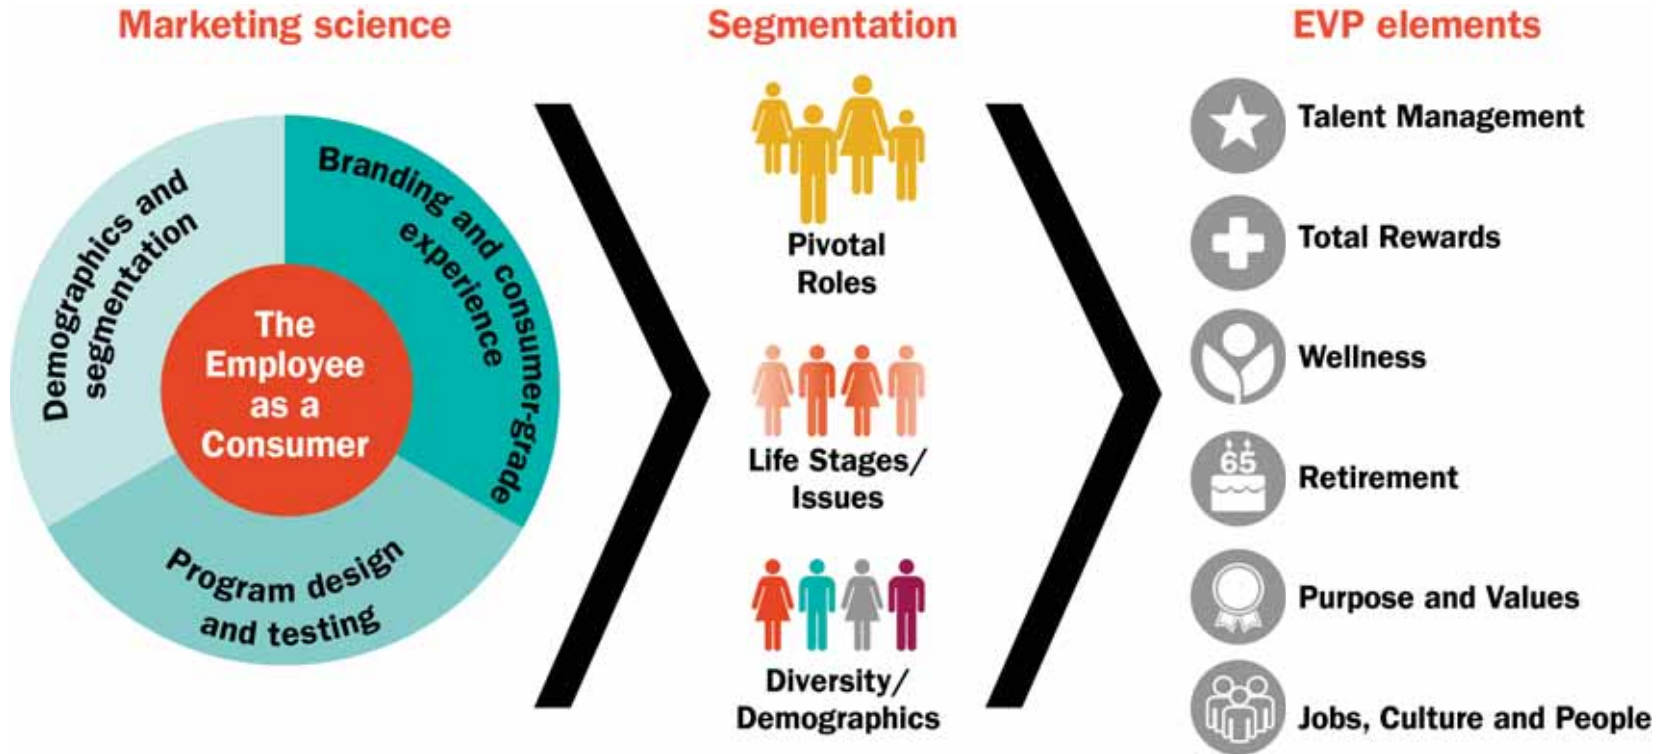 Marketing science
Demographics and
segmentation
Branding and consumer-grade
experience
Program design
and testing
The
Employee
as a
Consumer
Segmentation
Pivotal
Roles
Life Stages/
Issues
Diversity/
Demographics
EVP elements
Talent Management
Total Rewards
Wellness
65
Retirement
Purpose and Values
Jobs, Culture and People